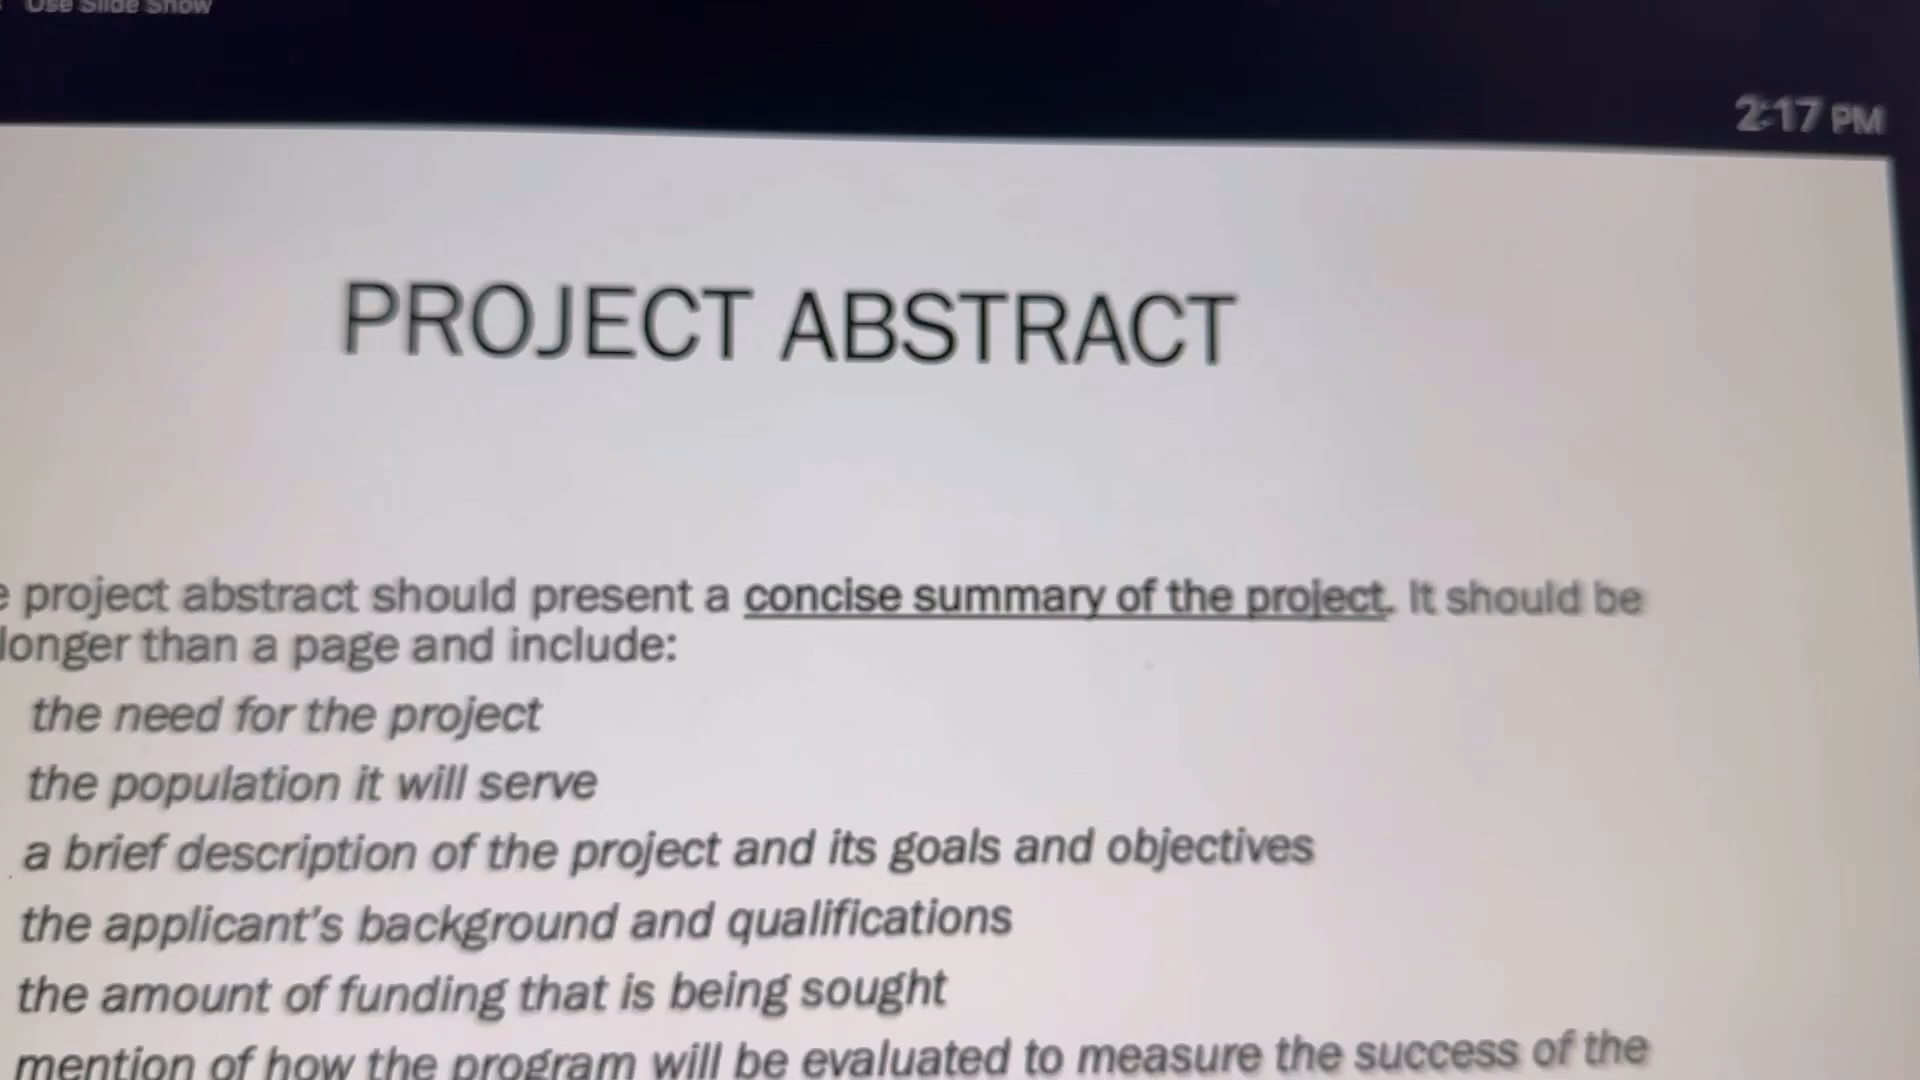 Use Slide Show
2:17 PM
PROJECT ABSTRACT
project abstract should present a concise summary of the project. It should be
longer than a page and include:
the need for the project
the population it will serve
a brief description of the project and its goals and objectives
the applicant's background and qualifications
the amount of funding that is being sought
mention of how the program will be evaluated to measure the success of the